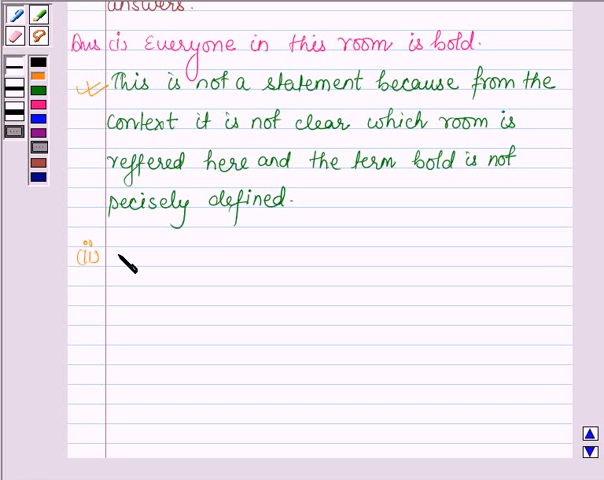 answers.
Ans (i) Everyone in this room is bold.
This is not a statement because from the
context it is not clear which room is
reffered here and the term bold is not
pecisely defined.
(ii)